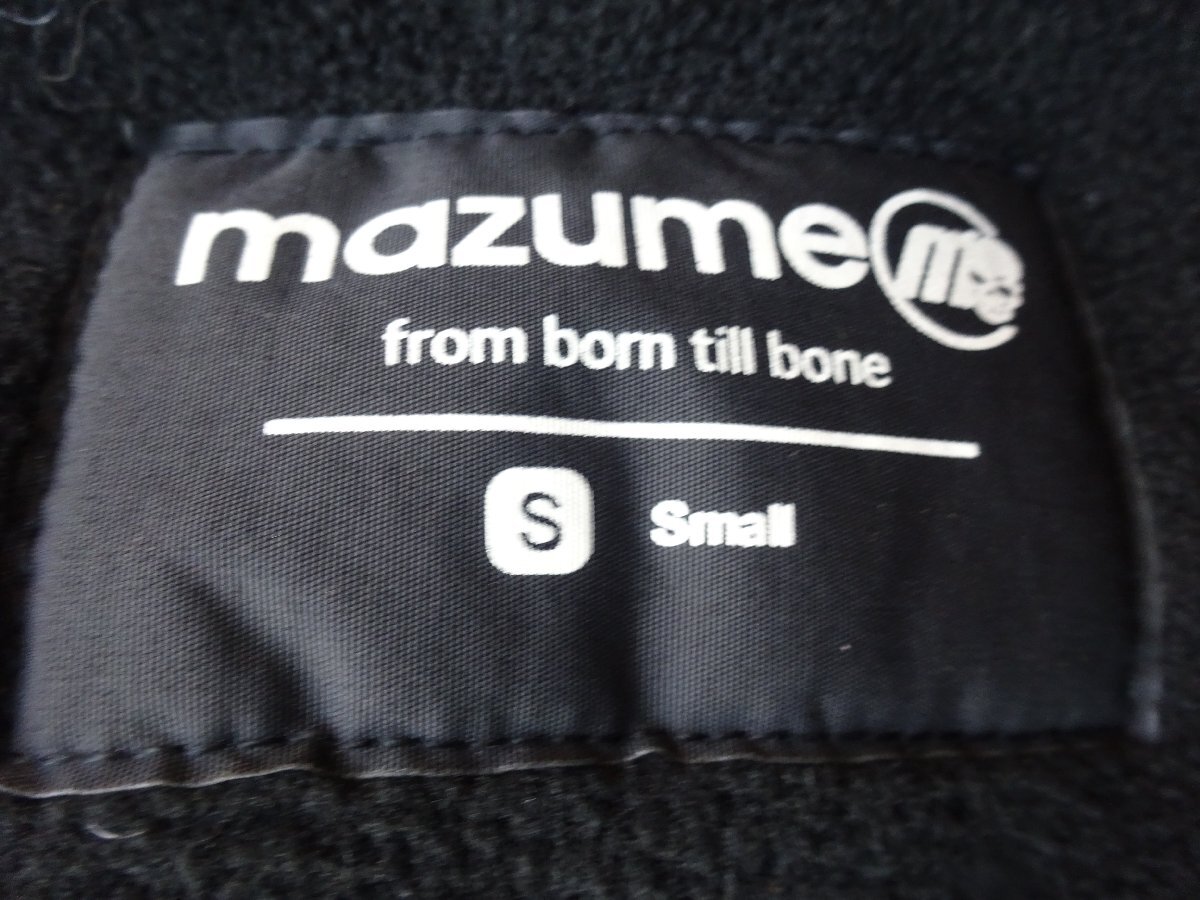 mazume m
from born till bone
S Small